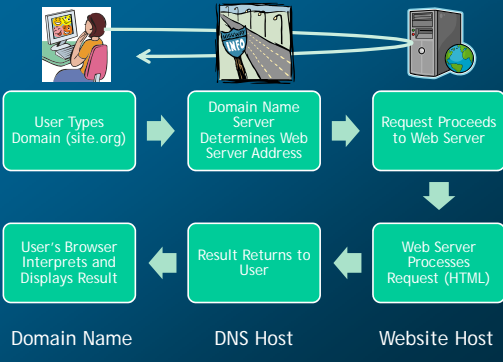 INFO
User Types
Domain (site.org)
Domain Name
Server
Determines Web
Server Address
Request Proceeds
to Web Server
Web Server
Processes
Request (HTML)
Result Returns to
User
User's Browser
Interprets and
Displays Result
Domain Name
DNS Host
Website Host